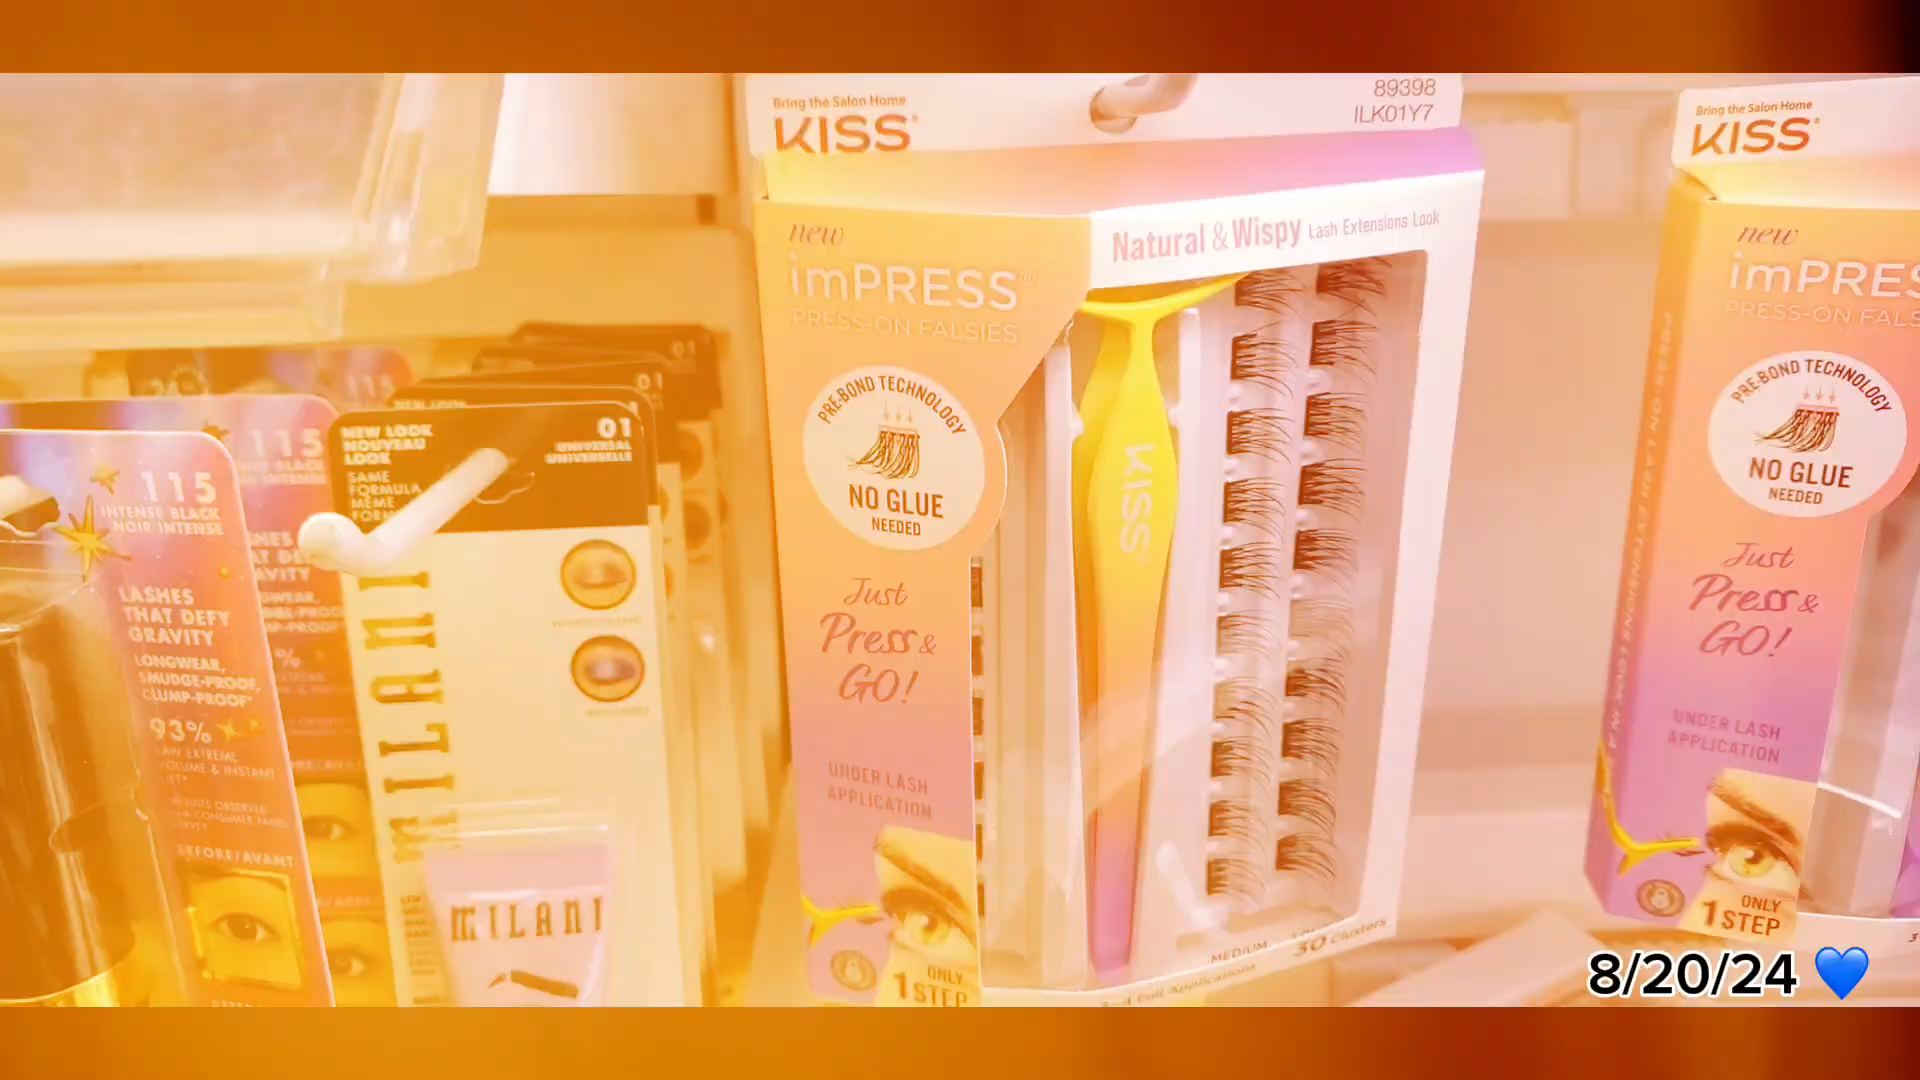 Bring the Salon Home
KISS
89398
ILK01Y7
new
imPRESS
PRESS-ON FALSIES
Natural & Wispy Lash Extensions Look
PRE-BOND TECHNOLOGY
NO GLUE
NEEDED
Just
Press &
GO!
UNDER LASH
APPLICATION
ONLY
1 STEP
KISS
MEDIUM
30 Clusters
Bring the Salon Home
KISS
new
imPRES
PRESS-ON FALS
PRE-BOND TECHNOLOGY
NO GLUE
NEEDED
Just
Press &
GO!
UNDER LASH
APPLICATION
ONLY
1 STEP
115
INTENSE BLACK
NOIR INTENSE
LASHES
THAT DEFY
GRAVITY
LONGWEAR,
SMUDGE-PROOF,
CLUMP-PROOF*
93%
BEFORE/AVANT
115
NEW LOOK
NOUVEAU
LOOK
SAME
FORMULA
MÊME
01
UNIVERSAL
UNIVERSELLE
MILANI
MILANI
01
01
8/20/24 💙